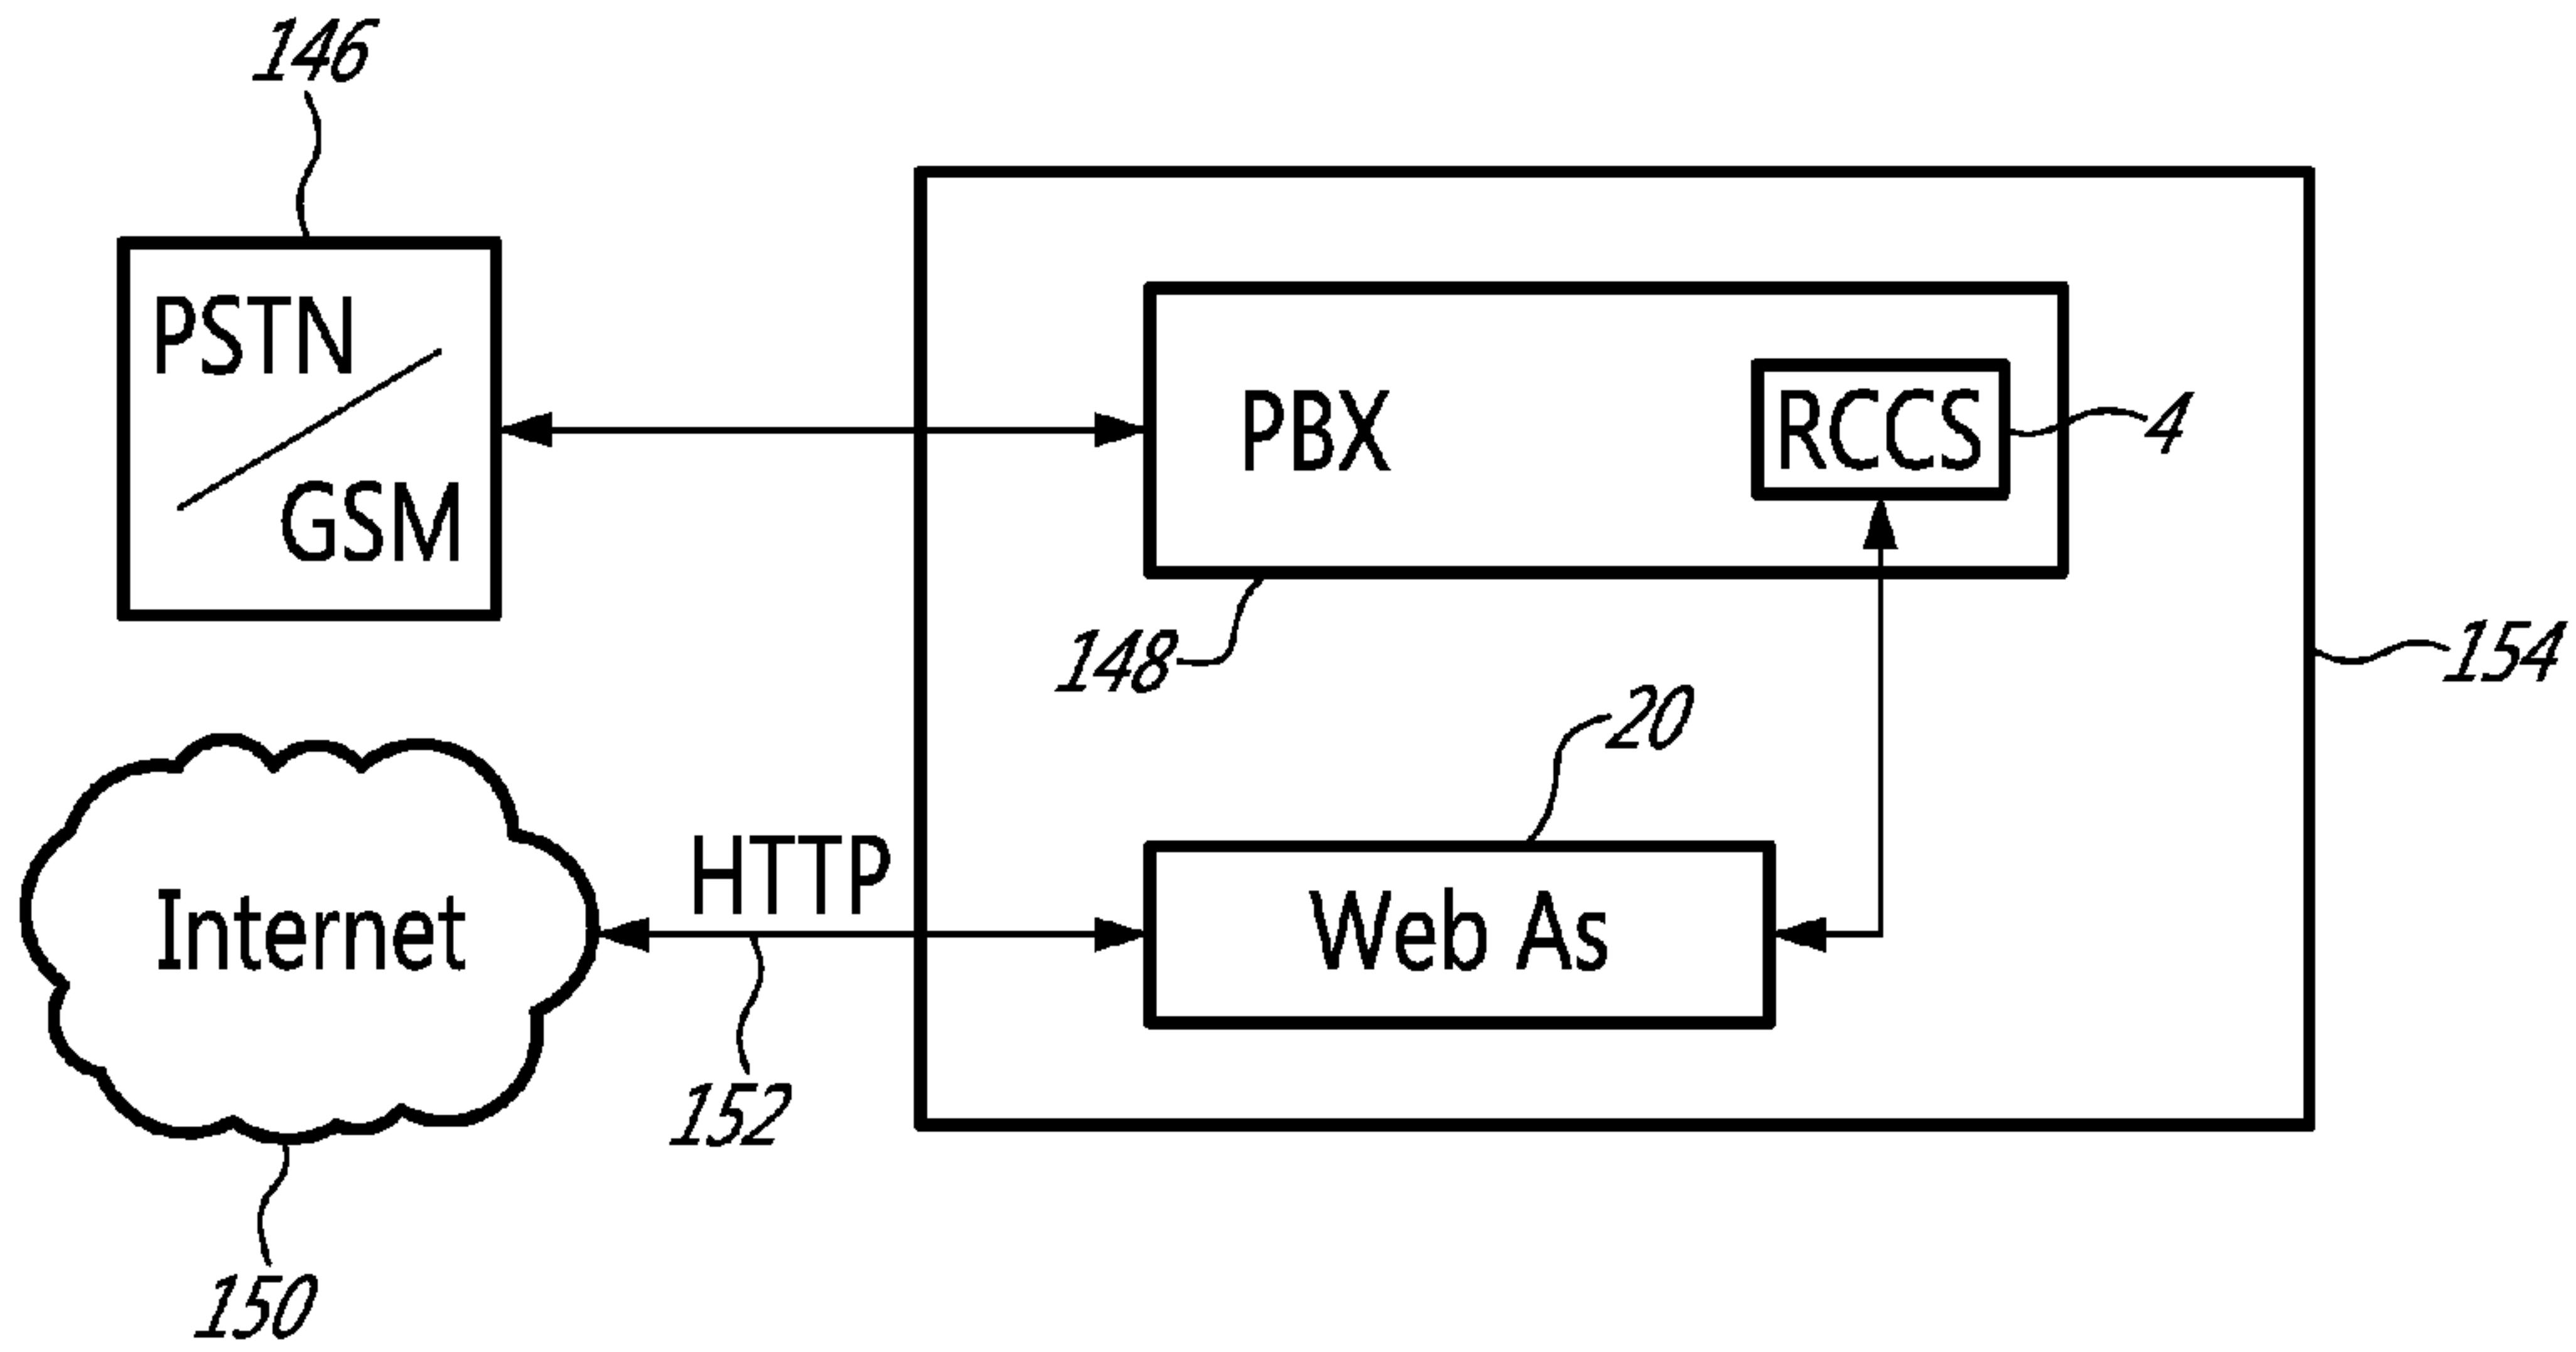 146
PSTN
GSM
PBX
RCCS
4
148
154
20
HTTP
Internet
Web As
152
150